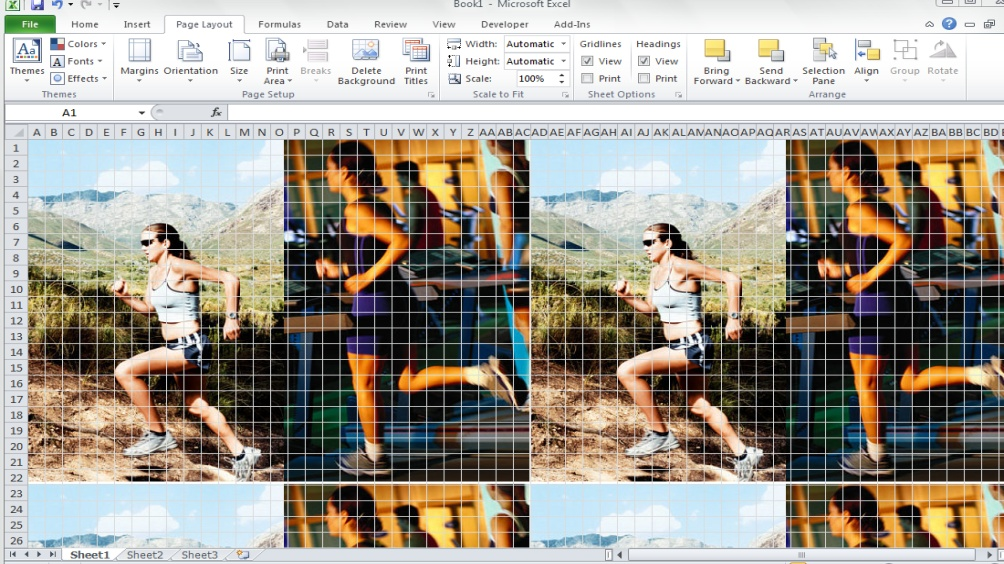 Book1 - Microsoft Excel
File Home Insert Page Layout Formulas Data Review View Developer Add-Ins
Colors Width: Automatic Gridlines Headings
Fonts Height: Automatic View View
Effects Scale: 100% Print Print
Themes Margins Orientation Size Print Area Breaks Delete Background Print Titles Bring Forward Send Backward Selection Pane Align Group Rotate
Themes Page Setup Scale to Fit Sheet Options Arrange
A1 fx
A B C D E F G H I J K L M N O P Q R S T U V W X Y Z AA AB AC AD AE AF AG AH AI AJ AK AL AM AN AO AP AQ AR AS AT AU AV AW AX AY AZ BA BB BC BD
1
2
3
4
5
6
7
8
9
10
11
12
13
14
15
16
17
18
19
20
21
22
23
24
25
26
Sheet1 Sheet2 Sheet3